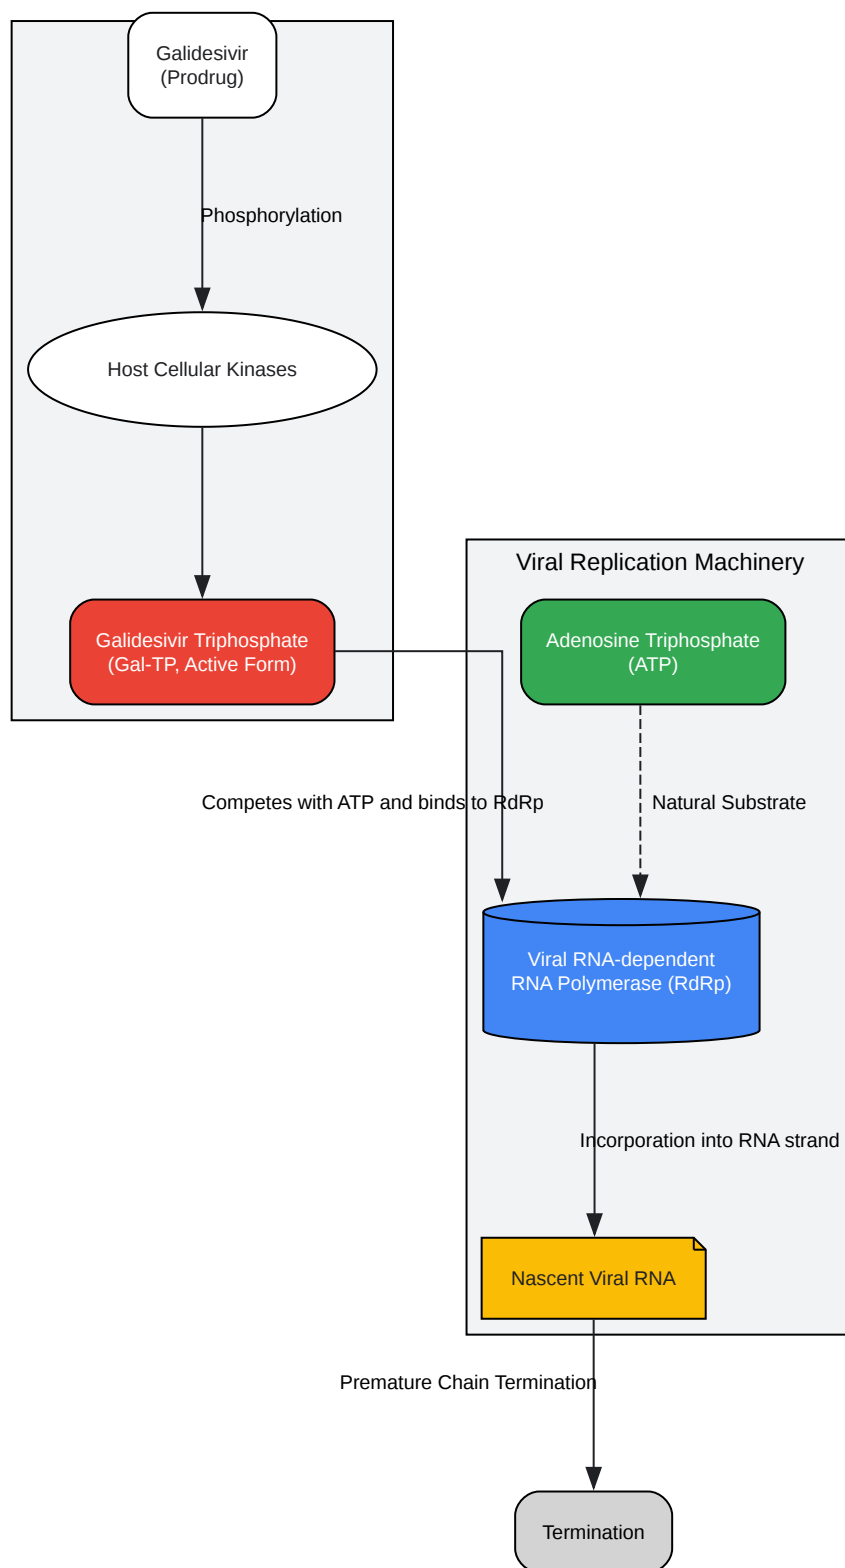 Galidesivir
(Prodrug)
Phosphorylation
Host Cellular Kinases
Viral Replication Machinery
Galidesivir Triphosphate
(Gal-TP, Active Form)
Adenosine Triphosphate
(ATP)
Competes with ATP and binds to RdRp
Natural Substrate
Viral RNA-dependent
RNA Polymerase (RdRp)
Incorporation into RNA strand
Nascent Viral RNA
Premature Chain Termination
Termination